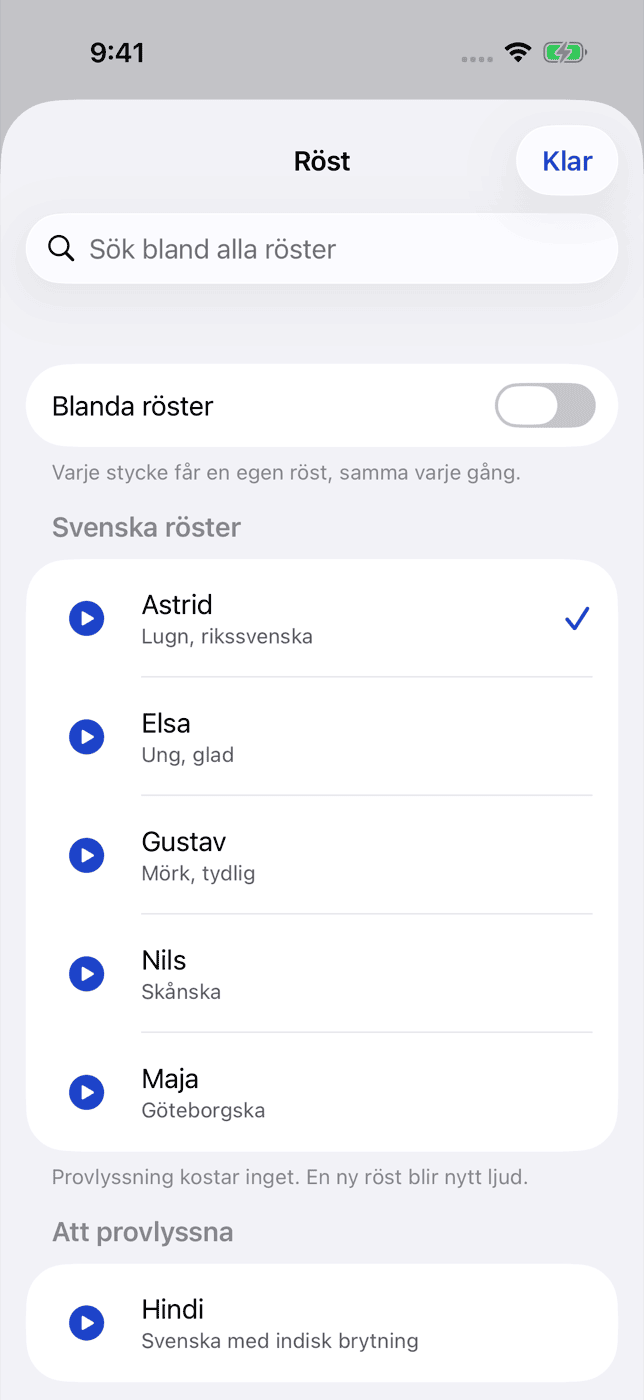 9:41
Röst
Klar
Sök bland alla röster
Blanda röster
Varje stycke får en egen röst, samma varje gång.
Svenska röster
Astrid
Lugn, rikssvenska
Elsa
Ung, glad
Gustav
Mörk, tydlig
Nils
Skånska
Maja
Göteborgska
Provlyssning kostar inget. En ny röst blir nytt ljud.
Att provlyssna
Hindi
Svenska med indisk brytning